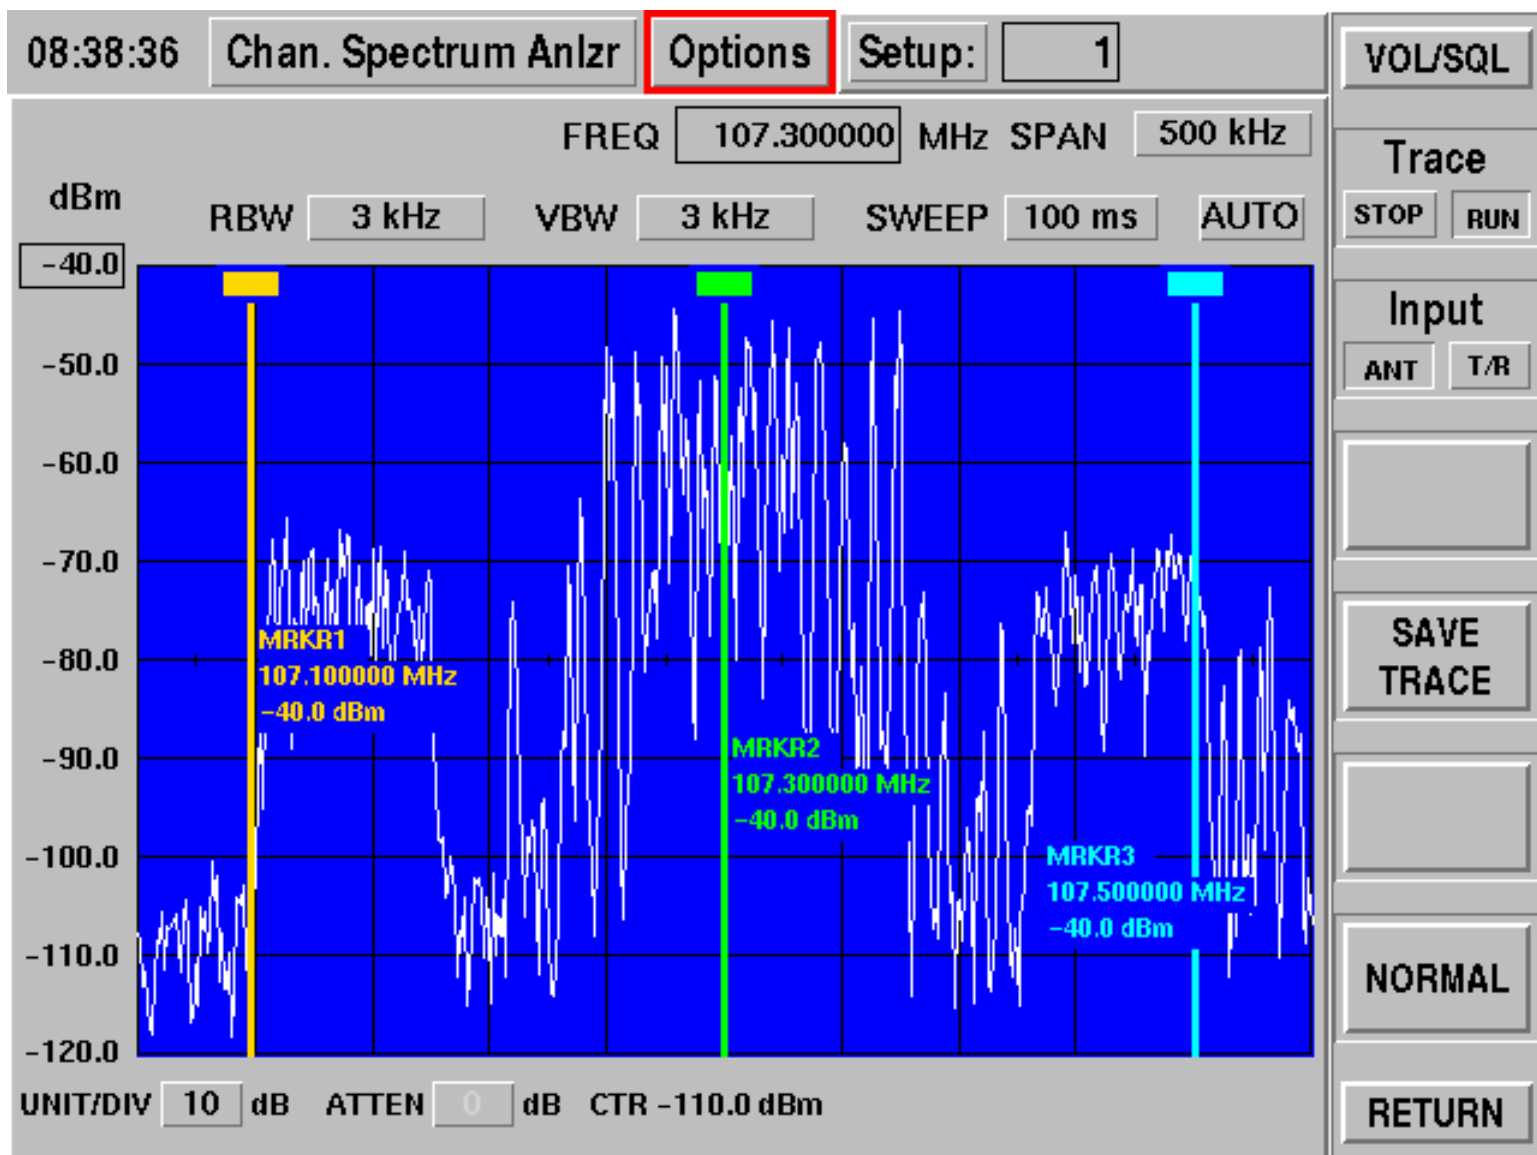 08:38:36 Chan. Spectrum Anlzr Options Setup: 1
FREQ 107.300000 MHz SPAN 500 kHz
dBm
RBW 3 kHz VBW 3 kHz SWEEP 100 ms AUTO
-40.0
-50.0
-60.0
-70.0
-80.0
-90.0
-100.0
-110.0
-120.0
MRKR1
107.100000 MHz
-40.0 dBm
MRKR2
107.300000 MHz
-40.0 dBm
MRKR3
107.500000 MHz
-40.0 dBm
UNIT/DIV 10 dB ATTEN 0 dB CTR -110.0 dBm
VOL/SQL
Trace
STOP RUN
Input
ANT T/R
SAVE
TRACE
NORMAL
RETURN